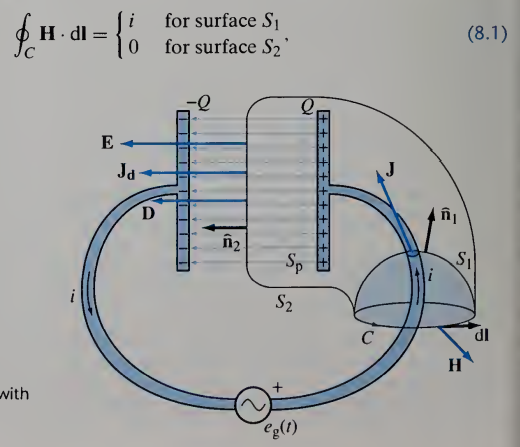 ∮_C H · dl = { i for surface S₁
0 for surface S₂ ,
(8.1)
−Q Q
E
J_d
D
J
n̂₁
n̂₂
S_p
S₁
i
i
S₂
C
dl
H
with
+
e_g(t)